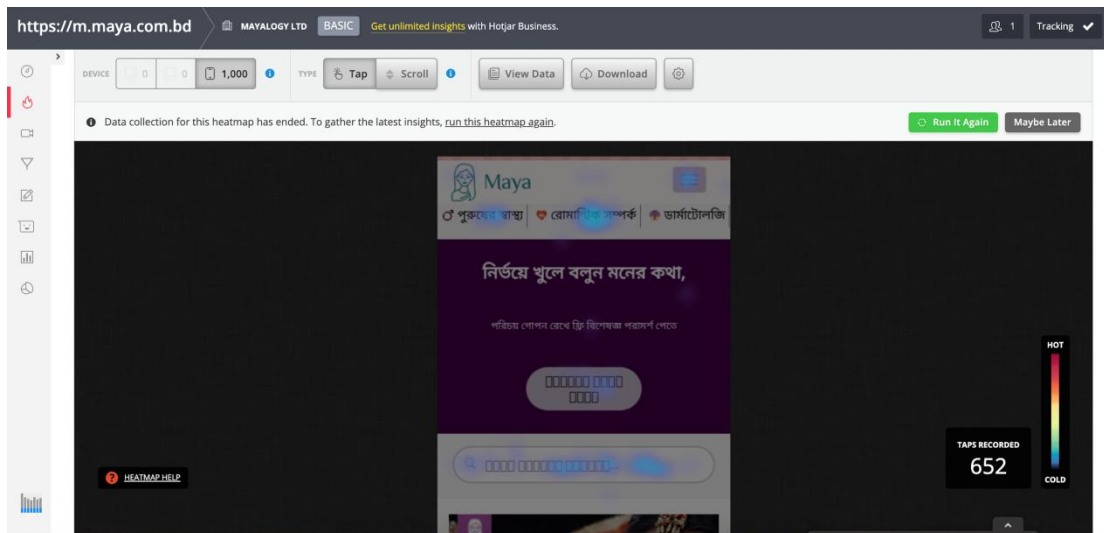 https://m.maya.com.bd MAYALOGY LTD BASIC Get unlimited insights with Hotjar Business. 1 Tracking
DEVICE 0 0 1,000 TYPE Tap Scroll View Data Download
Data collection for this heatmap has ended. To gather the latest insights, run this heatmap again. Run It Again Maybe Later
Maya
পুরুষের স্বাস্থ্য রোমান্টিক সম্পর্ক ডার্মাটোলজি
নির্ভয়ে খুলে বলুন মনের কথা,
পরিচয় গোপন রেখে ফ্রি বিশেষজ্ঞ পরামর্শ পেতে
HOT
TAPS RECORDED
652
COLD
HEATMAP HELP